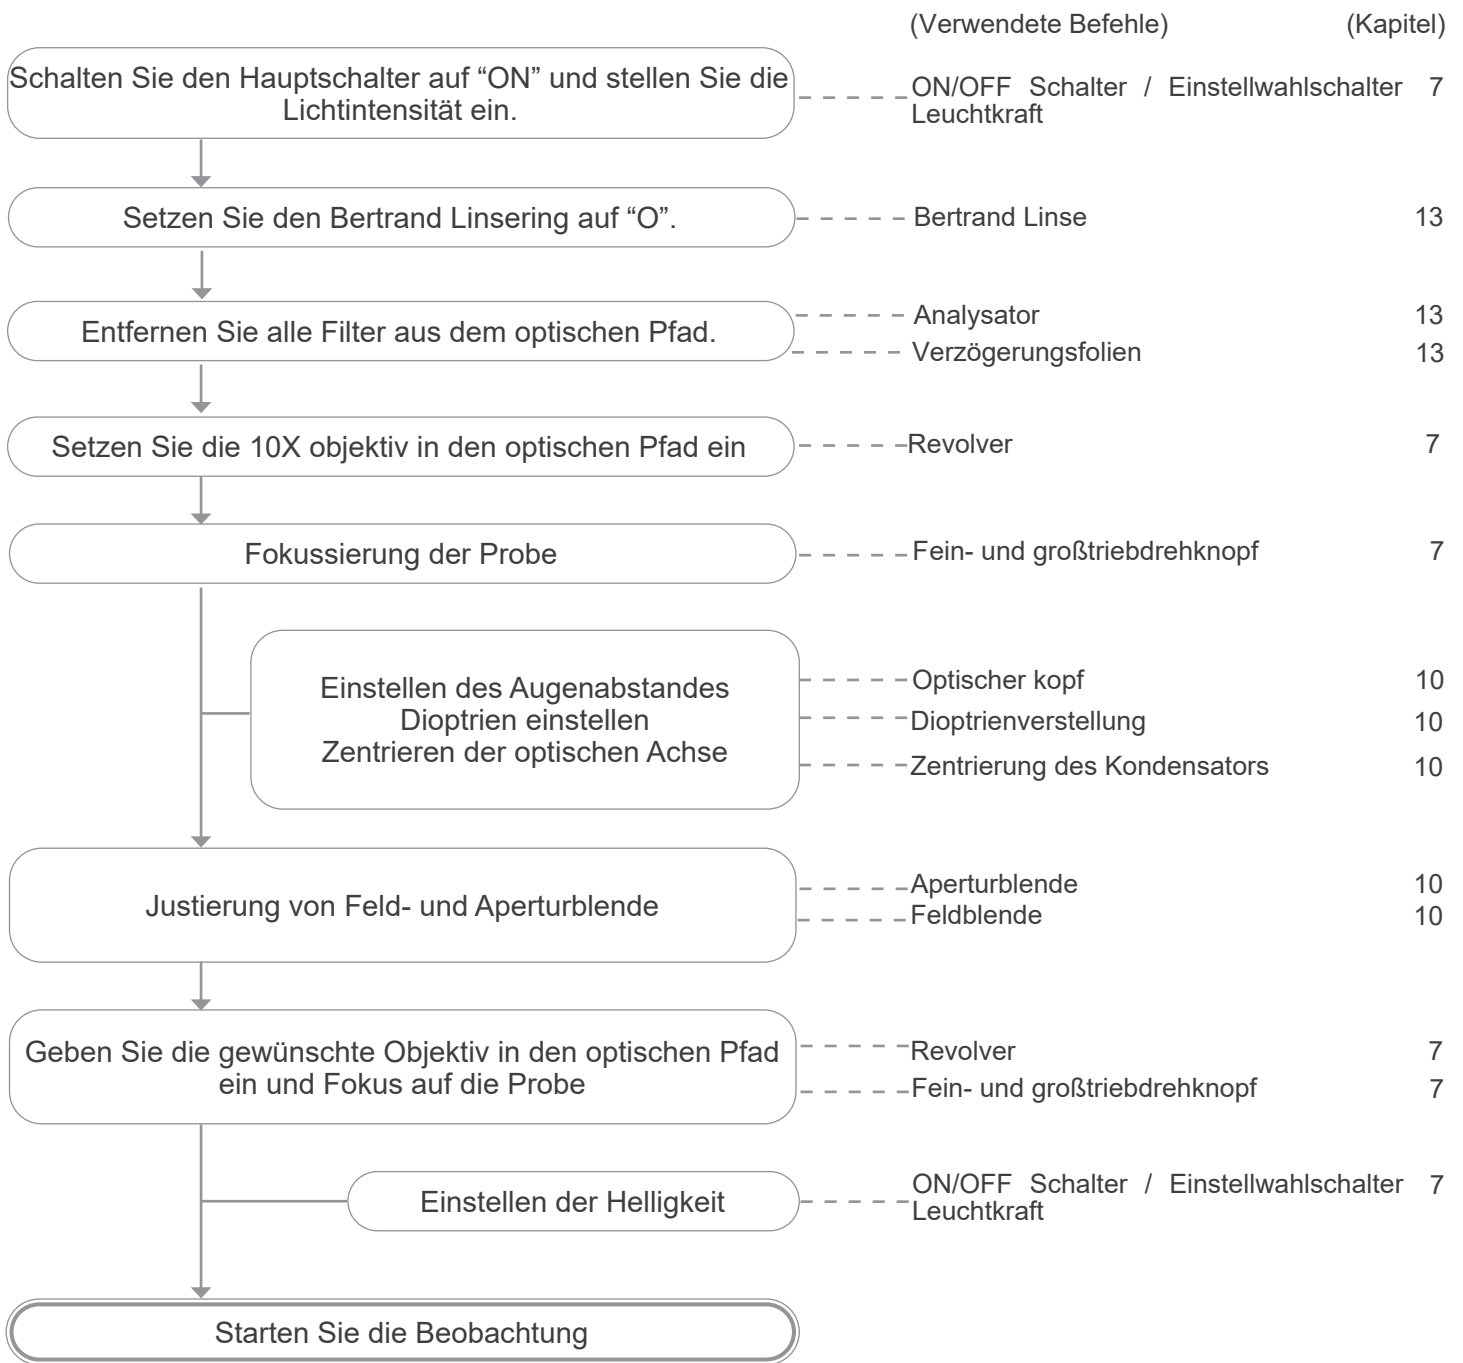 (Verwendete Befehle) (Kapitel)
Schalten Sie den Hauptschalter auf “ON” und stellen Sie die
Lichtintensität ein.
ON/OFF Schalter / Einstellwahlschalter 7
Leuchtkraft
Setzen Sie den Bertrand Linsering auf “O”.
Bertrand Linse 13
Entfernen Sie alle Filter aus dem optischen Pfad.
Analysator 13
Verzögerungsfolien 13
Setzen Sie die 10X objektiv in den optischen Pfad ein
Revolver 7
Fokussierung der Probe
Fein- und großtriebdrehknopf 7
Einstellen des Augenabstandes
Dioptrien einstellen
Zentrieren der optischen Achse
Optischer kopf 10
Dioptrienverstellung 10
Zentrierung des Kondensators 10
Justierung von Feld- und Aperturblende
Aperturblende 10
Feldblende 10
Geben Sie die gewünschte Objektiv in den optischen Pfad
ein und Fokus auf die Probe
Revolver 7
Fein- und großtriebdrehknopf 7
Einstellen der Helligkeit
ON/OFF Schalter / Einstellwahlschalter 7
Leuchtkraft
Starten Sie die Beobachtung